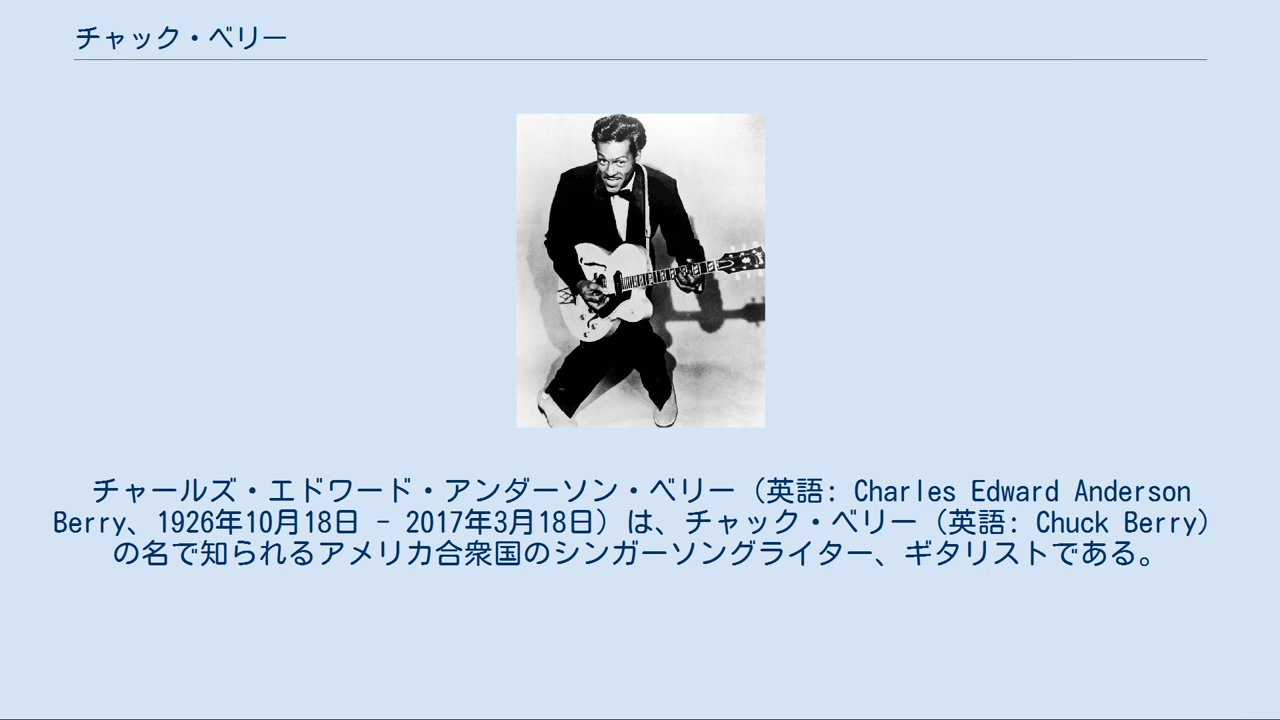 チャック・ベリー
チャールズ・エドワード・アンダーソン・ベリー（英語: Charles Edward Anderson
Berry、1926年10月18日 - 2017年3月18日）は、チャック・ベリー（英語: Chuck Berry）
の名で知られるアメリカ合衆国のシンガーソングライター、ギタリストである。